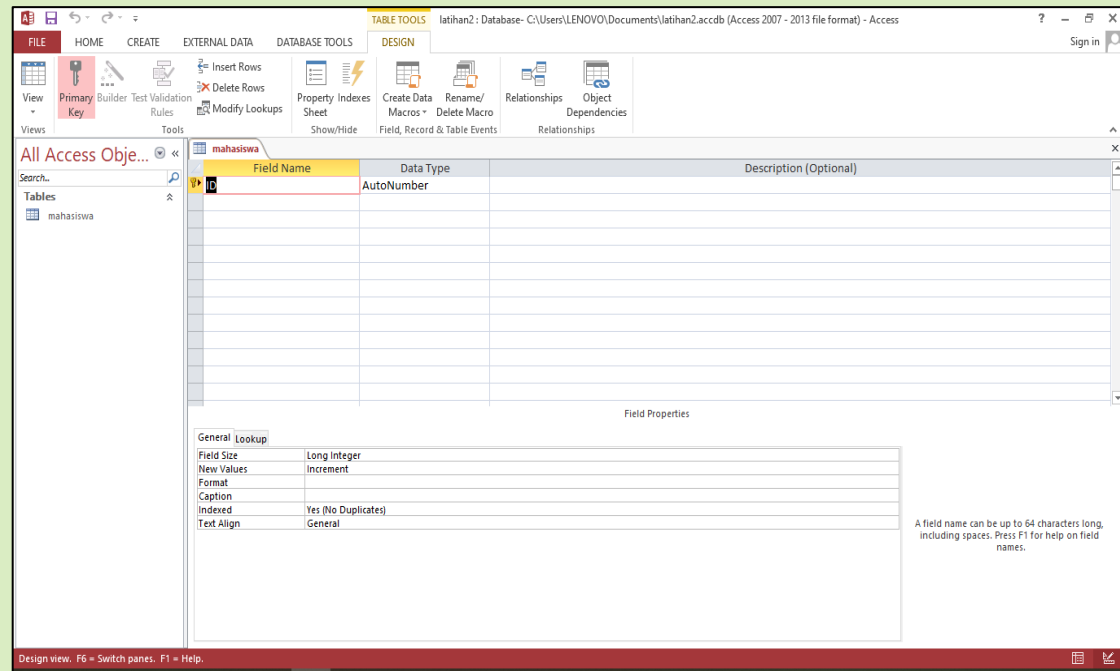 TABLE TOOLS latihan2 : Database- C:\Users\LENOVO\Documents\latihan2.accdb (Access 2007 - 2013 file format) - Access
FILE HOME CREATE EXTERNAL DATA DATABASE TOOLS DESIGN Sign in
View
Primary Key
Builder
Test Validation Rules
Insert Rows
Delete Rows
Modify Lookups
Property Sheet
Indexes
Create Data Macros
Rename/ Delete Macro
Relationships
Object Dependencies
Views Tools Show/Hide Field, Record & Table Events Relationships
All Access Obje...
Search..
Tables
mahasiswa
mahasiswa
Field Name Data Type Description (Optional)
ID AutoNumber
Field Properties
General Lookup
Field Size Long Integer
New Values Increment
Format
Caption
Indexed Yes (No Duplicates)
Text Align General
A field name can be up to 64 characters long,
including spaces. Press F1 for help on field
names.
Design view. F6 = Switch panes. F1 = Help.